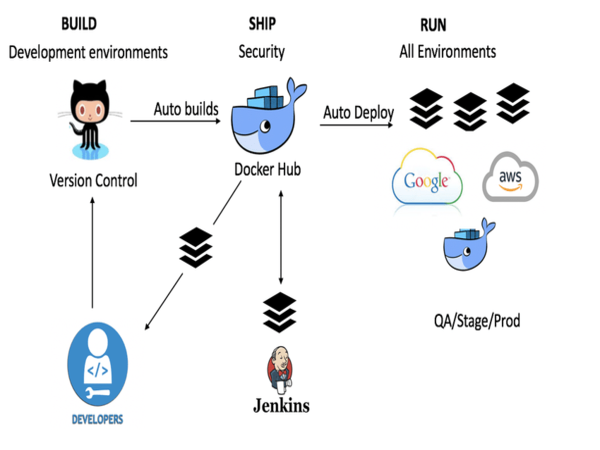 BUILD
SHIP
RUN
Development environments
Security
All Environments
Auto builds
Auto Deploy
Version Control
Docker Hub
Google
aws
</>
QA/Stage/Prod
DEVELOPERS
Jenkins